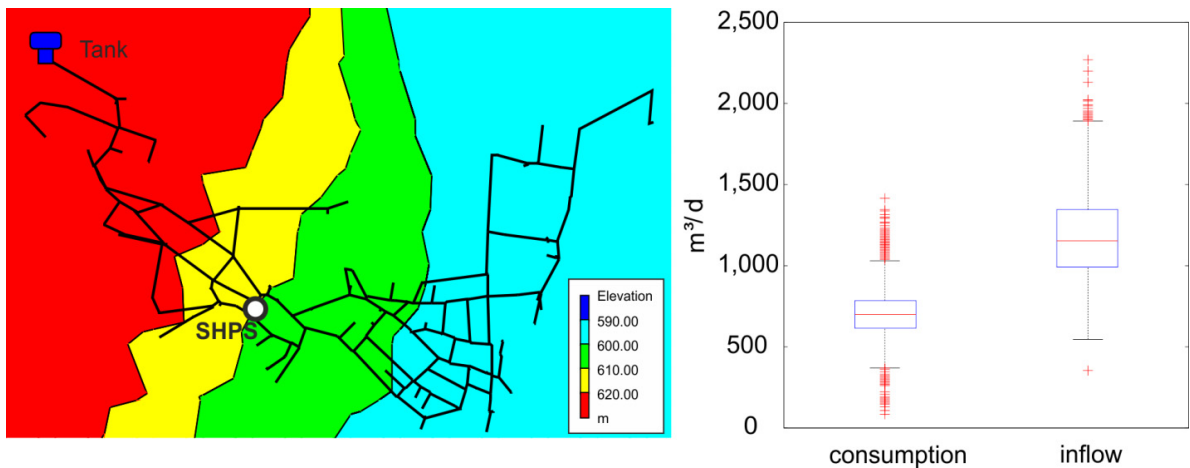 Tank
SHPS
Elevation
590.00
600.00
610.00
620.00
m
m³/d
2,500
2,000
1,500
1,000
500
0
consumption
inflow